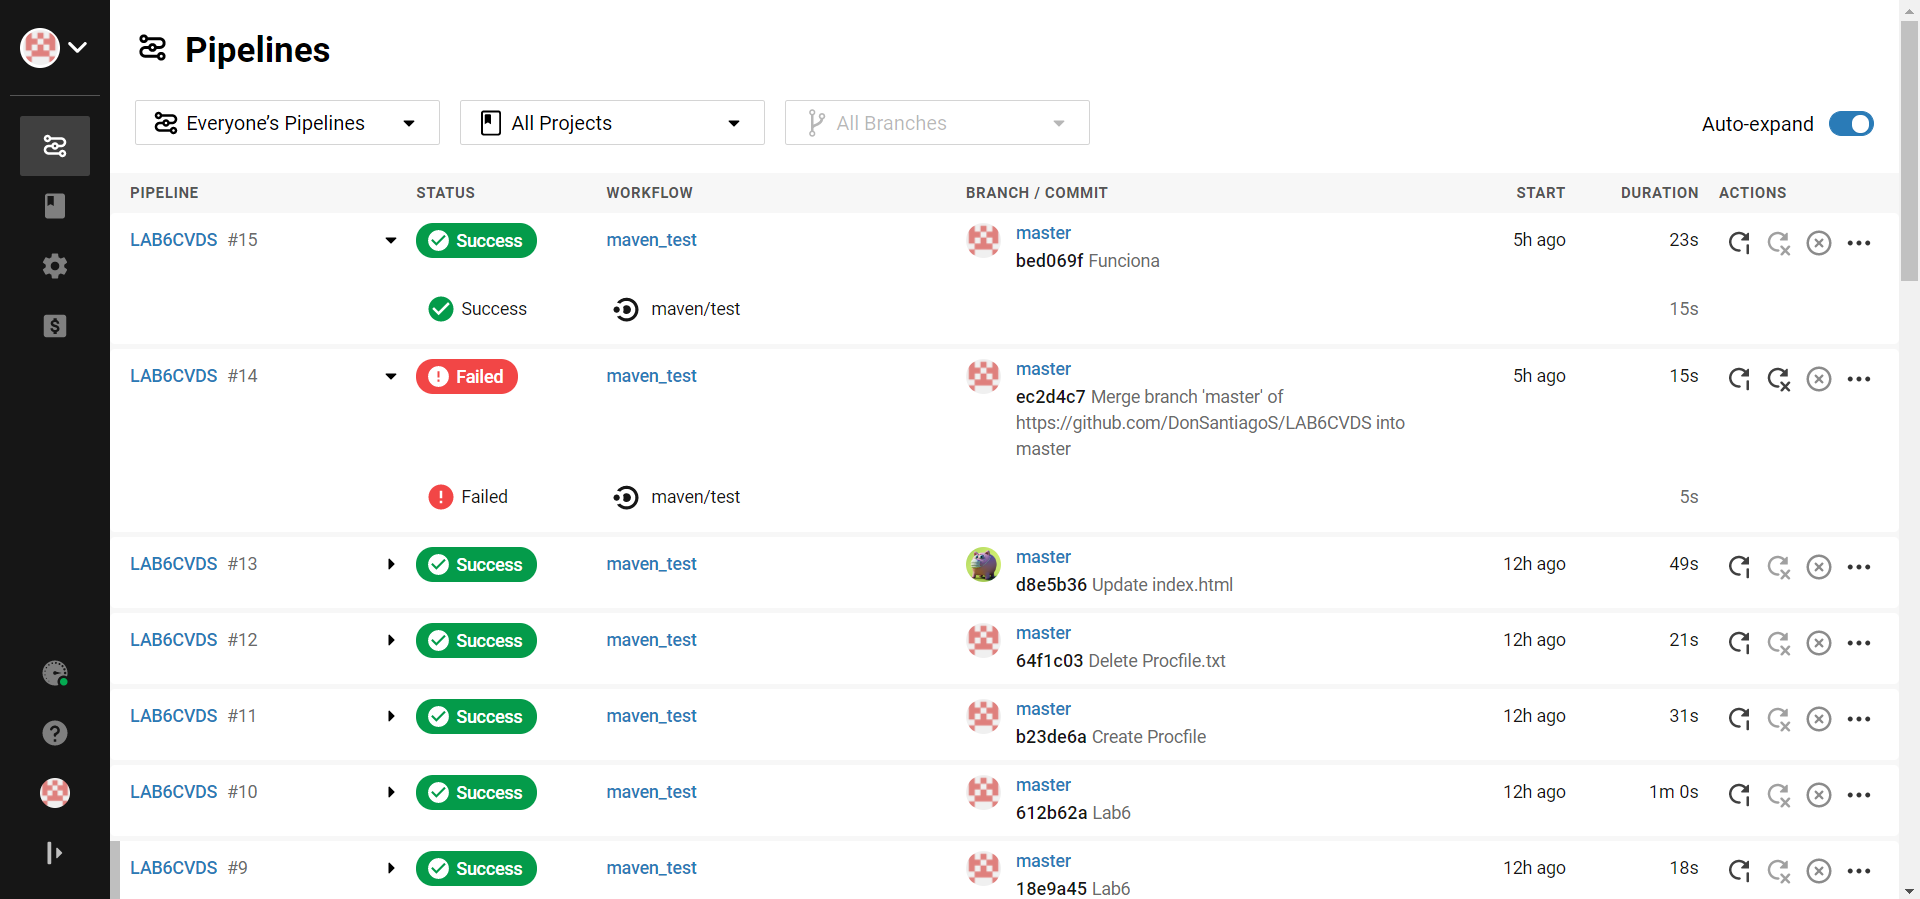 Pipelines
Everyone’s Pipelines
All Projects
All Branches
Auto-expand
PIPELINE STATUS WORKFLOW BRANCH / COMMIT START DURATION ACTIONS
LAB6CVDS #15 Success maven_test master 5h ago 23s
bed069f Funciona
Success maven/test 15s
LAB6CVDS #14 Failed maven_test master 5h ago 15s
ec2d4c7 Merge branch 'master' of
https://github.com/DonSantiagoS/LAB6CVDS into
master
Failed maven/test 5s
LAB6CVDS #13 Success maven_test master 12h ago 49s
d8e5b36 Update index.html
LAB6CVDS #12 Success maven_test master 12h ago 21s
64f1c03 Delete Procfile.txt
LAB6CVDS #11 Success maven_test master 12h ago 31s
b23de6a Create Procfile
LAB6CVDS #10 Success maven_test master 12h ago 1m 0s
612b62a Lab6
LAB6CVDS #9 Success maven_test master 12h ago 18s
18e9a45 Lab6